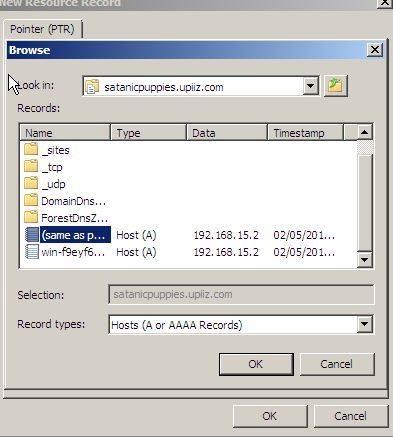 New Resource Record
Pointer (PTR)
Browse
Look in: satanicpuppies.upiiz.com
Records:
Name Type Data Timestamp
_sites
_tcp
_udp
DomainDns...
ForestDnsZ...
(same as p... Host (A) 192.168.15.2 02/05/201...
win-f9eyf6... Host (A) 192.168.15.2 02/05/201...
Selection: satanicpuppies.upiiz.com
Record types: Hosts (A or AAAA Records)
OK Cancel
OK Cancel